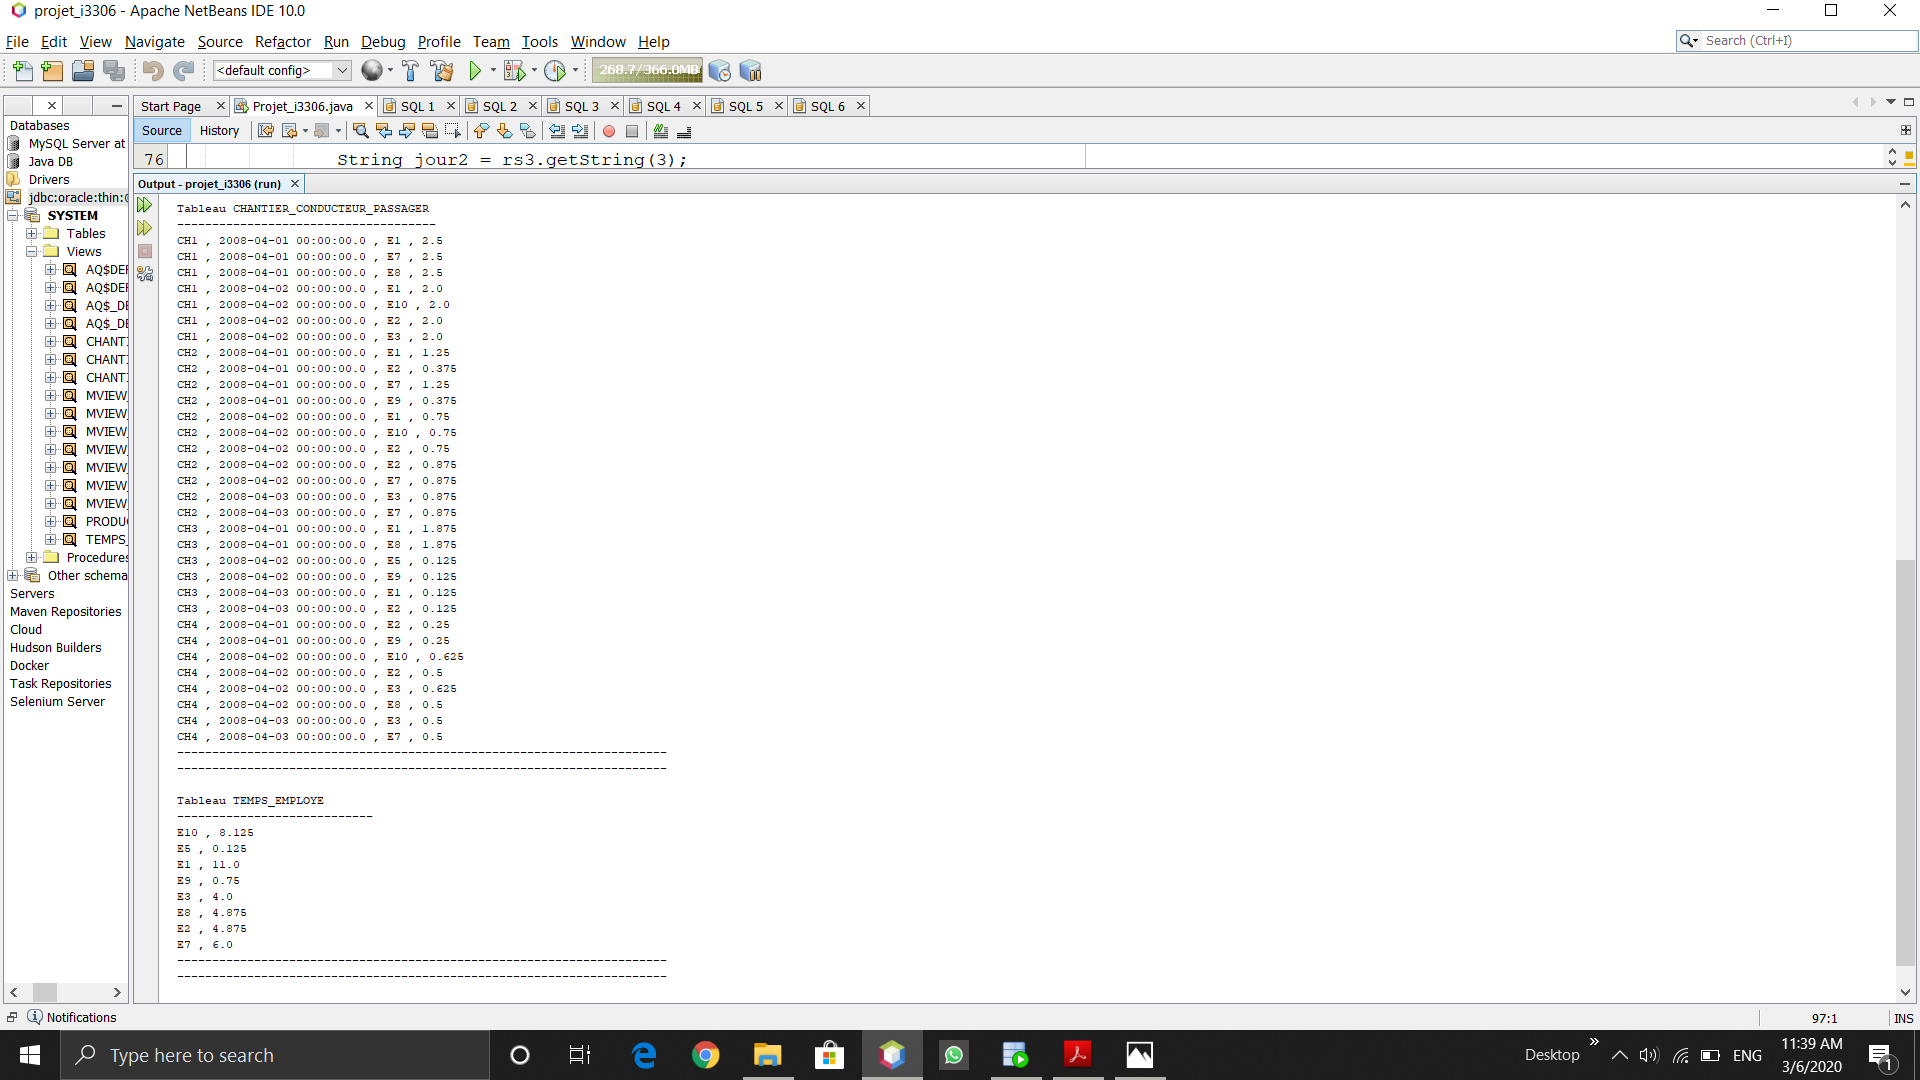 projet_i3306 - Apache NetBeans IDE 10.0
File Edit View Navigate Source Refactor Run Debug Profile Team Tools Window Help
Search (Ctrl+I)
<default config>
268.7/366.0MB
Start Page
Projet_i3306.java
SQL 1
SQL 2
SQL 3
SQL 4
SQL 5
SQL 6
Source
History
76 String jour2 = rs3.getString(3);
Databases
MySQL Server at
Java DB
Drivers
jdbc:oracle:thin:
SYSTEM
Tables
Views
AQ$DEF
AQ$DEF
AQ$_DE
AQ$_DE
CHANTI
CHANTI
CHANTI
MVIEW_
MVIEW_
MVIEW_
MVIEW_
MVIEW_
MVIEW_
MVIEW_
PRODU
TEMPS_
Procedures
Other schema
Servers
Maven Repositories
Cloud
Hudson Builders
Docker
Task Repositories
Selenium Server
Output - projet_i3306 (run)
Tableau CHANTIER_CONDUCTEUR_PASSAGER
-------------------------------------
CH1 , 2008-04-01 00:00:00.0 , E1 , 2.5
CH1 , 2008-04-01 00:00:00.0 , E7 , 2.5
CH1 , 2008-04-01 00:00:00.0 , E8 , 2.5
CH1 , 2008-04-02 00:00:00.0 , E1 , 2.0
CH1 , 2008-04-02 00:00:00.0 , E10 , 2.0
CH1 , 2008-04-02 00:00:00.0 , E2 , 2.0
CH1 , 2008-04-02 00:00:00.0 , E3 , 2.0
CH2 , 2008-04-01 00:00:00.0 , E1 , 1.25
CH2 , 2008-04-01 00:00:00.0 , E2 , 0.375
CH2 , 2008-04-01 00:00:00.0 , E7 , 1.25
CH2 , 2008-04-01 00:00:00.0 , E9 , 0.375
CH2 , 2008-04-02 00:00:00.0 , E1 , 0.75
CH2 , 2008-04-02 00:00:00.0 , E10 , 0.75
CH2 , 2008-04-02 00:00:00.0 , E2 , 0.75
CH2 , 2008-04-02 00:00:00.0 , E2 , 0.875
CH2 , 2008-04-02 00:00:00.0 , E7 , 0.875
CH2 , 2008-04-03 00:00:00.0 , E3 , 0.875
CH2 , 2008-04-03 00:00:00.0 , E7 , 0.875
CH3 , 2008-04-01 00:00:00.0 , E1 , 1.875
CH3 , 2008-04-01 00:00:00.0 , E8 , 1.875
CH3 , 2008-04-02 00:00:00.0 , E5 , 0.125
CH3 , 2008-04-02 00:00:00.0 , E9 , 0.125
CH3 , 2008-04-03 00:00:00.0 , E1 , 0.125
CH3 , 2008-04-03 00:00:00.0 , E2 , 0.125
CH4 , 2008-04-01 00:00:00.0 , E2 , 0.25
CH4 , 2008-04-01 00:00:00.0 , E9 , 0.25
CH4 , 2008-04-02 00:00:00.0 , E10 , 0.625
CH4 , 2008-04-02 00:00:00.0 , E2 , 0.5
CH4 , 2008-04-02 00:00:00.0 , E3 , 0.625
CH4 , 2008-04-02 00:00:00.0 , E8 , 0.5
CH4 , 2008-04-03 00:00:00.0 , E3 , 0.5
CH4 , 2008-04-03 00:00:00.0 , E7 , 0.5
----------------------------------------------------------------------
----------------------------------------------------------------------
Tableau TEMPS_EMPLOYE
----------------------------
E10 , 8.125
E5 , 0.125
E1 , 11.0
E9 , 0.75
E3 , 4.0
E8 , 4.875
E2 , 4.875
E7 , 6.0
----------------------------------------------------------------------
----------------------------------------------------------------------
Notifications
97:1
INS
Type here to search
Desktop
ENG
11:39 AM
3/6/2020
1